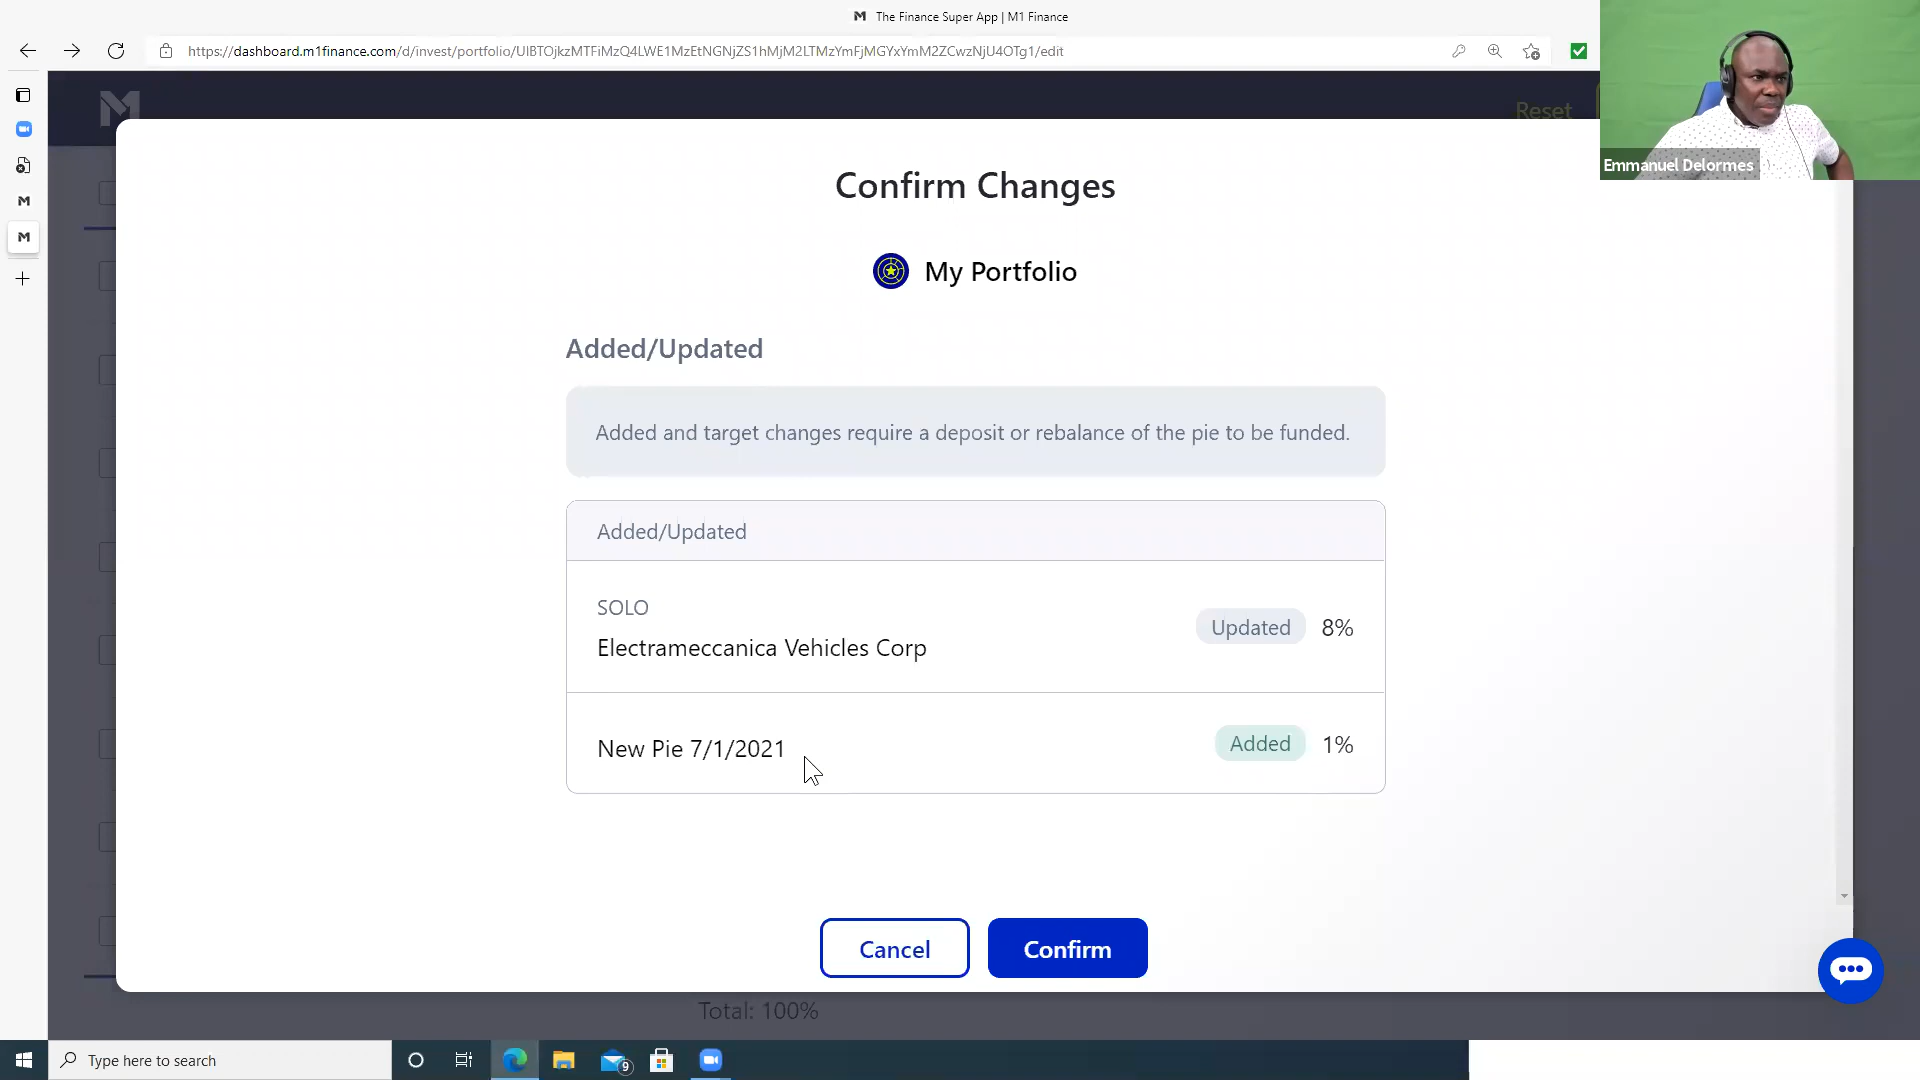 The Finance Super App | M1 Finance
https://dashboard.m1finance.com/d/invest/portfolio/UlBTOjkzMTFiMzQ4LWE1MzEtNGNjZS1hMjM2LTMzYmFjMGYxYmM2ZCwzNjU4OTg1/edit
Reset
Emmanuel Delormes
Confirm Changes
My Portfolio
Added/Updated
Added and target changes require a deposit or rebalance of the pie to be funded.
Added/Updated
SOLO
Electrameccanica Vehicles Corp
Updated 8%
New Pie 7/1/2021
Added 1%
Cancel
Confirm
Total: 100%
Type here to search
9